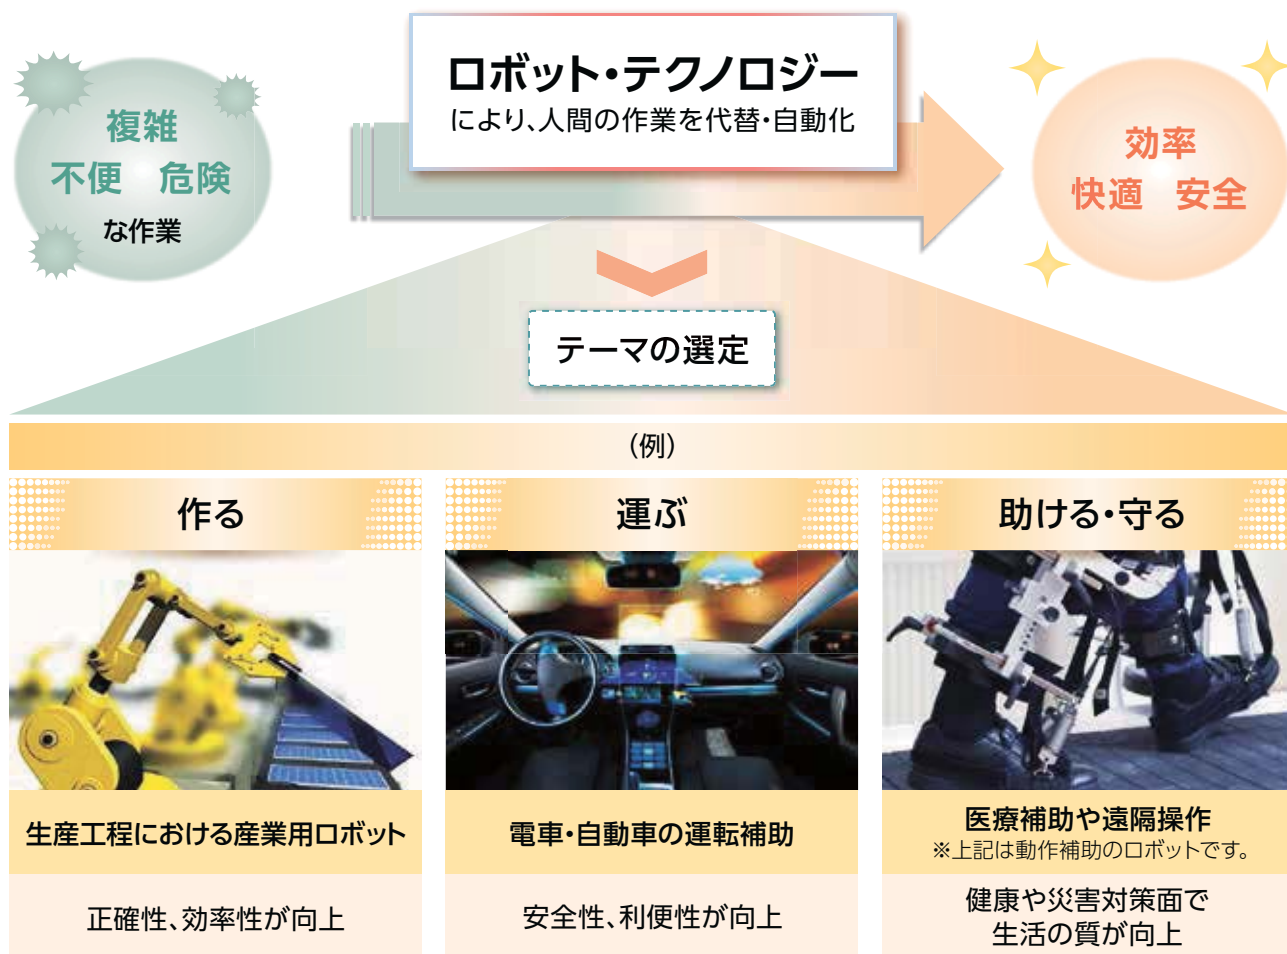 複雑
不便 危険
な作業
ロボット・テクノロジー
により、人間の作業を代替・自動化
効率
快適 安全
テーマの選定
(例)
作る
運ぶ
助ける・守る
生産工程における産業用ロボット
電車・自動車の運転補助
医療補助や遠隔操作
※上記は動作補助のロボットです。
正確性、効率性が向上
安全性、利便性が向上
健康や災害対策面で
生活の質が向上